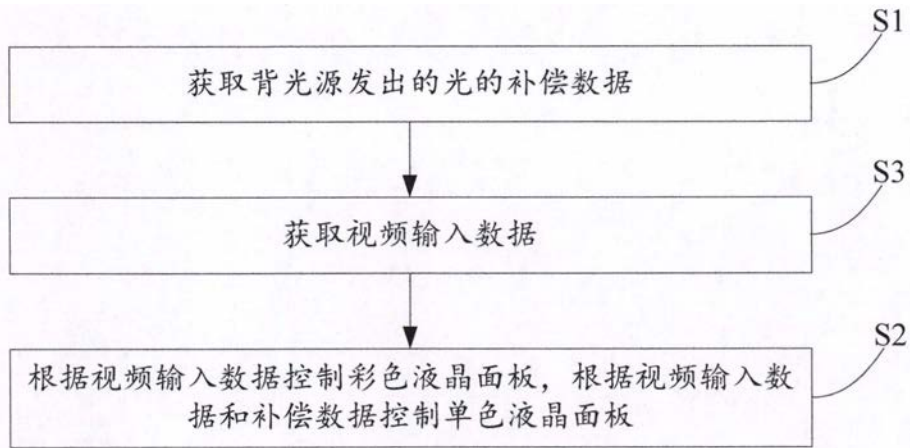 S1
获取背光源发出的光的补偿数据
S3
获取视频输入数据
S2
根据视频输入数据控制彩色液晶面板，根据视频输入数
据和补偿数据控制单色液晶面板